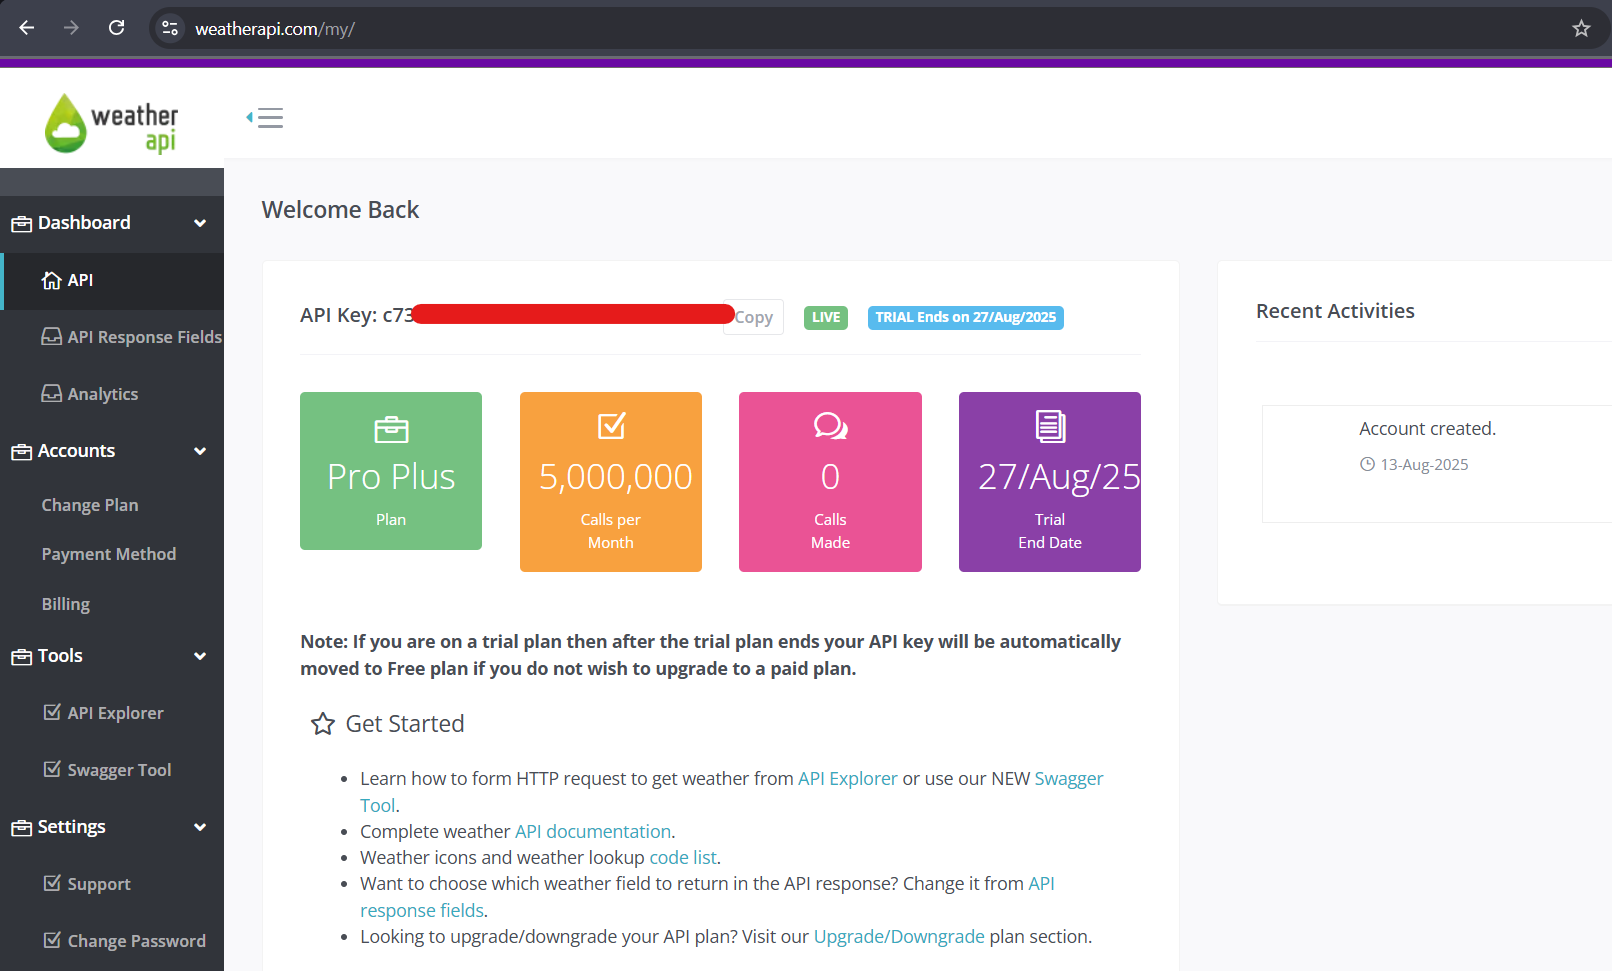 weatherapi.com/my/
weather
api
Dashboard
API
API Response Fields
Analytics
Accounts
Change Plan
Payment Method
Billing
Tools
API Explorer
Swagger Tool
Settings
Support
Change Password
Welcome Back
API Key: c73
Copy
LIVE
TRIAL Ends on 27/Aug/2025
Pro Plus
Plan
5,000,000
Calls per
Month
0
Calls
Made
27/Aug/25
Trial
End Date
Note: If you are on a trial plan then after the trial plan ends your API key will be automatically
moved to Free plan if you do not wish to upgrade to a paid plan.
Get Started
Learn how to form HTTP request to get weather from API Explorer or use our NEW Swagger
Tool.
Complete weather API documentation.
Weather icons and weather lookup code list.
Want to choose which weather field to return in the API response? Change it from API
response fields.
Looking to upgrade/downgrade your API plan? Visit our Upgrade/Downgrade plan section.
Recent Activities
Account created.
13-Aug-2025